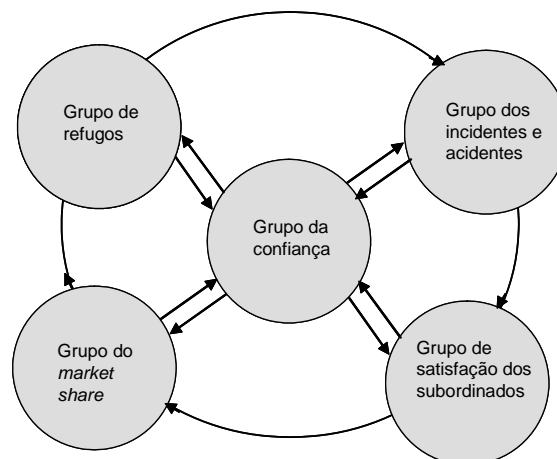 Grupo de
refugos
Grupo dos
incidentes e
acidentes
Grupo da
confiança
Grupo do
market
share
Grupo de
satisfação dos
subordinados